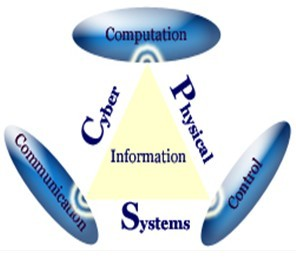 Computation
Cyber
Physical
Information
Communication
Control
Systems